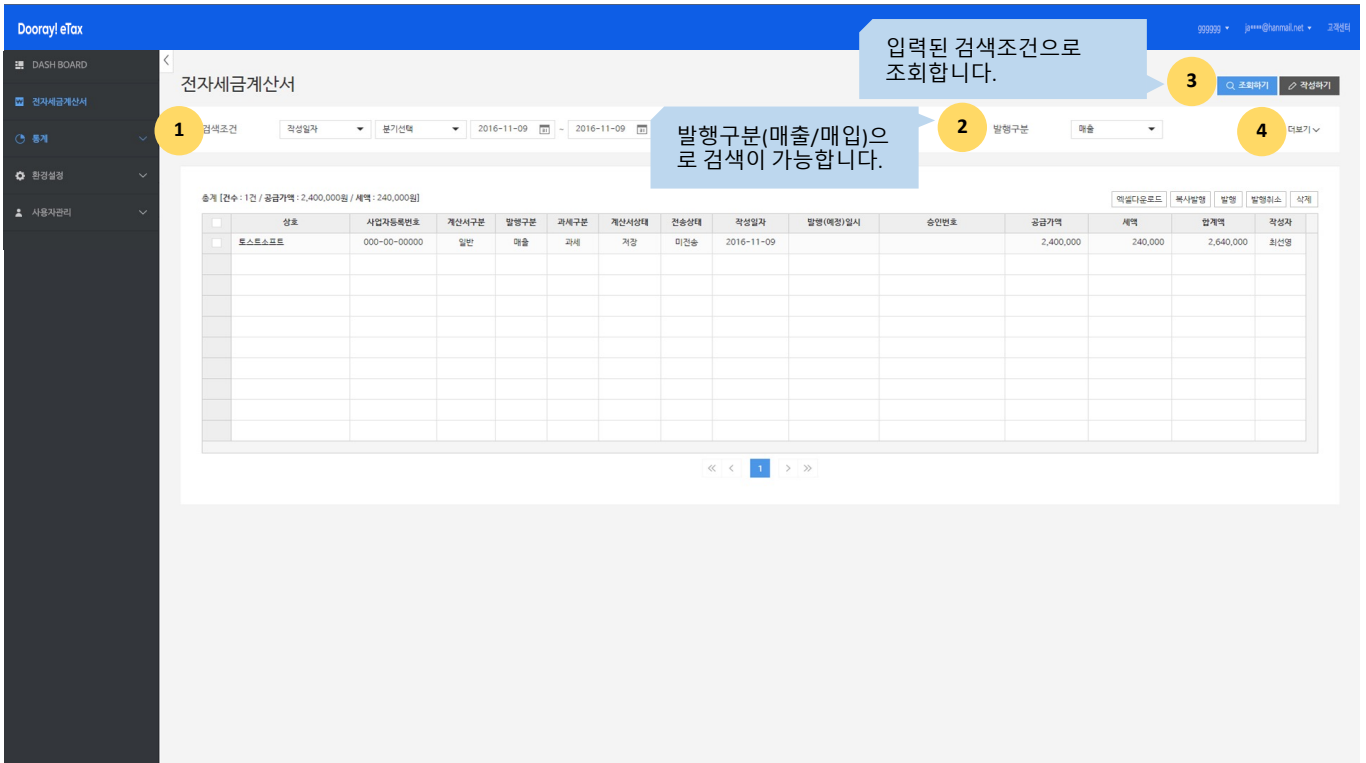 Dooray! eTax
gggggg
ja****@hanmail.net
고객센터
DASH BOARD
전자세금계산서
통계
환경설정
사용자관리
전자세금계산서
입력된 검색조건으로
조회합니다.
3
조회하기
작성하기
1
검색조건
작성일자
분기선택
2016-11-09
~
2016-11-09
발행구분(매출/매입)으
로 검색이 가능합니다.
2
발행구분
매출
4
더보기
총계 [건수 : 1건 / 공급가액 : 2,400,000원 / 세액 : 240,000원]
엑셀다운로드
복사발행
발행
발행취소
삭제
상호 사업자등록번호 계산서구분 발행구분 과세구분 계산서상태 전송상태 작성일자 발행(예정)일시 승인번호 공급가액 세액 합계액 작성자
토스트소프트 000-00-00000 일반 매출 과세 저장 미전송 2016-11-09 2,400,000 240,000 2,640,000 최선영
1